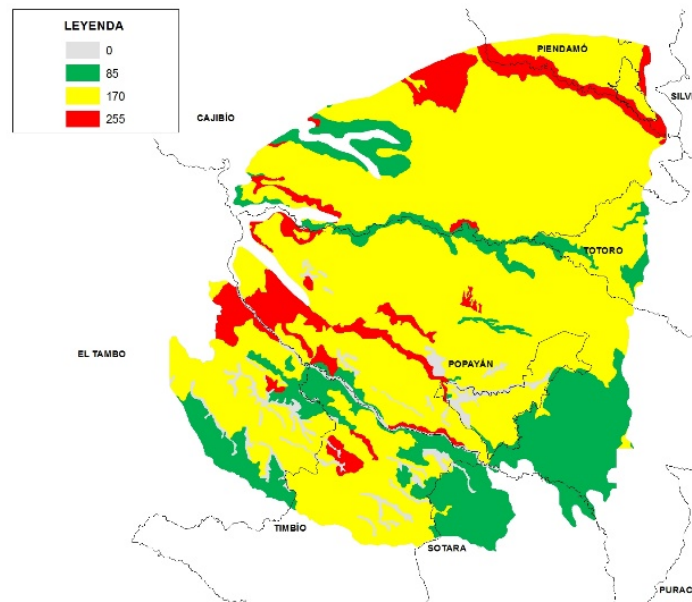 LEYENDA
0
85
170
255
PIENDAMÓ
SILV
CAJIBÍO
TOTORO
EL TAMBO
POPAYÁN
TIMBÍO
SOTARA
PURAC